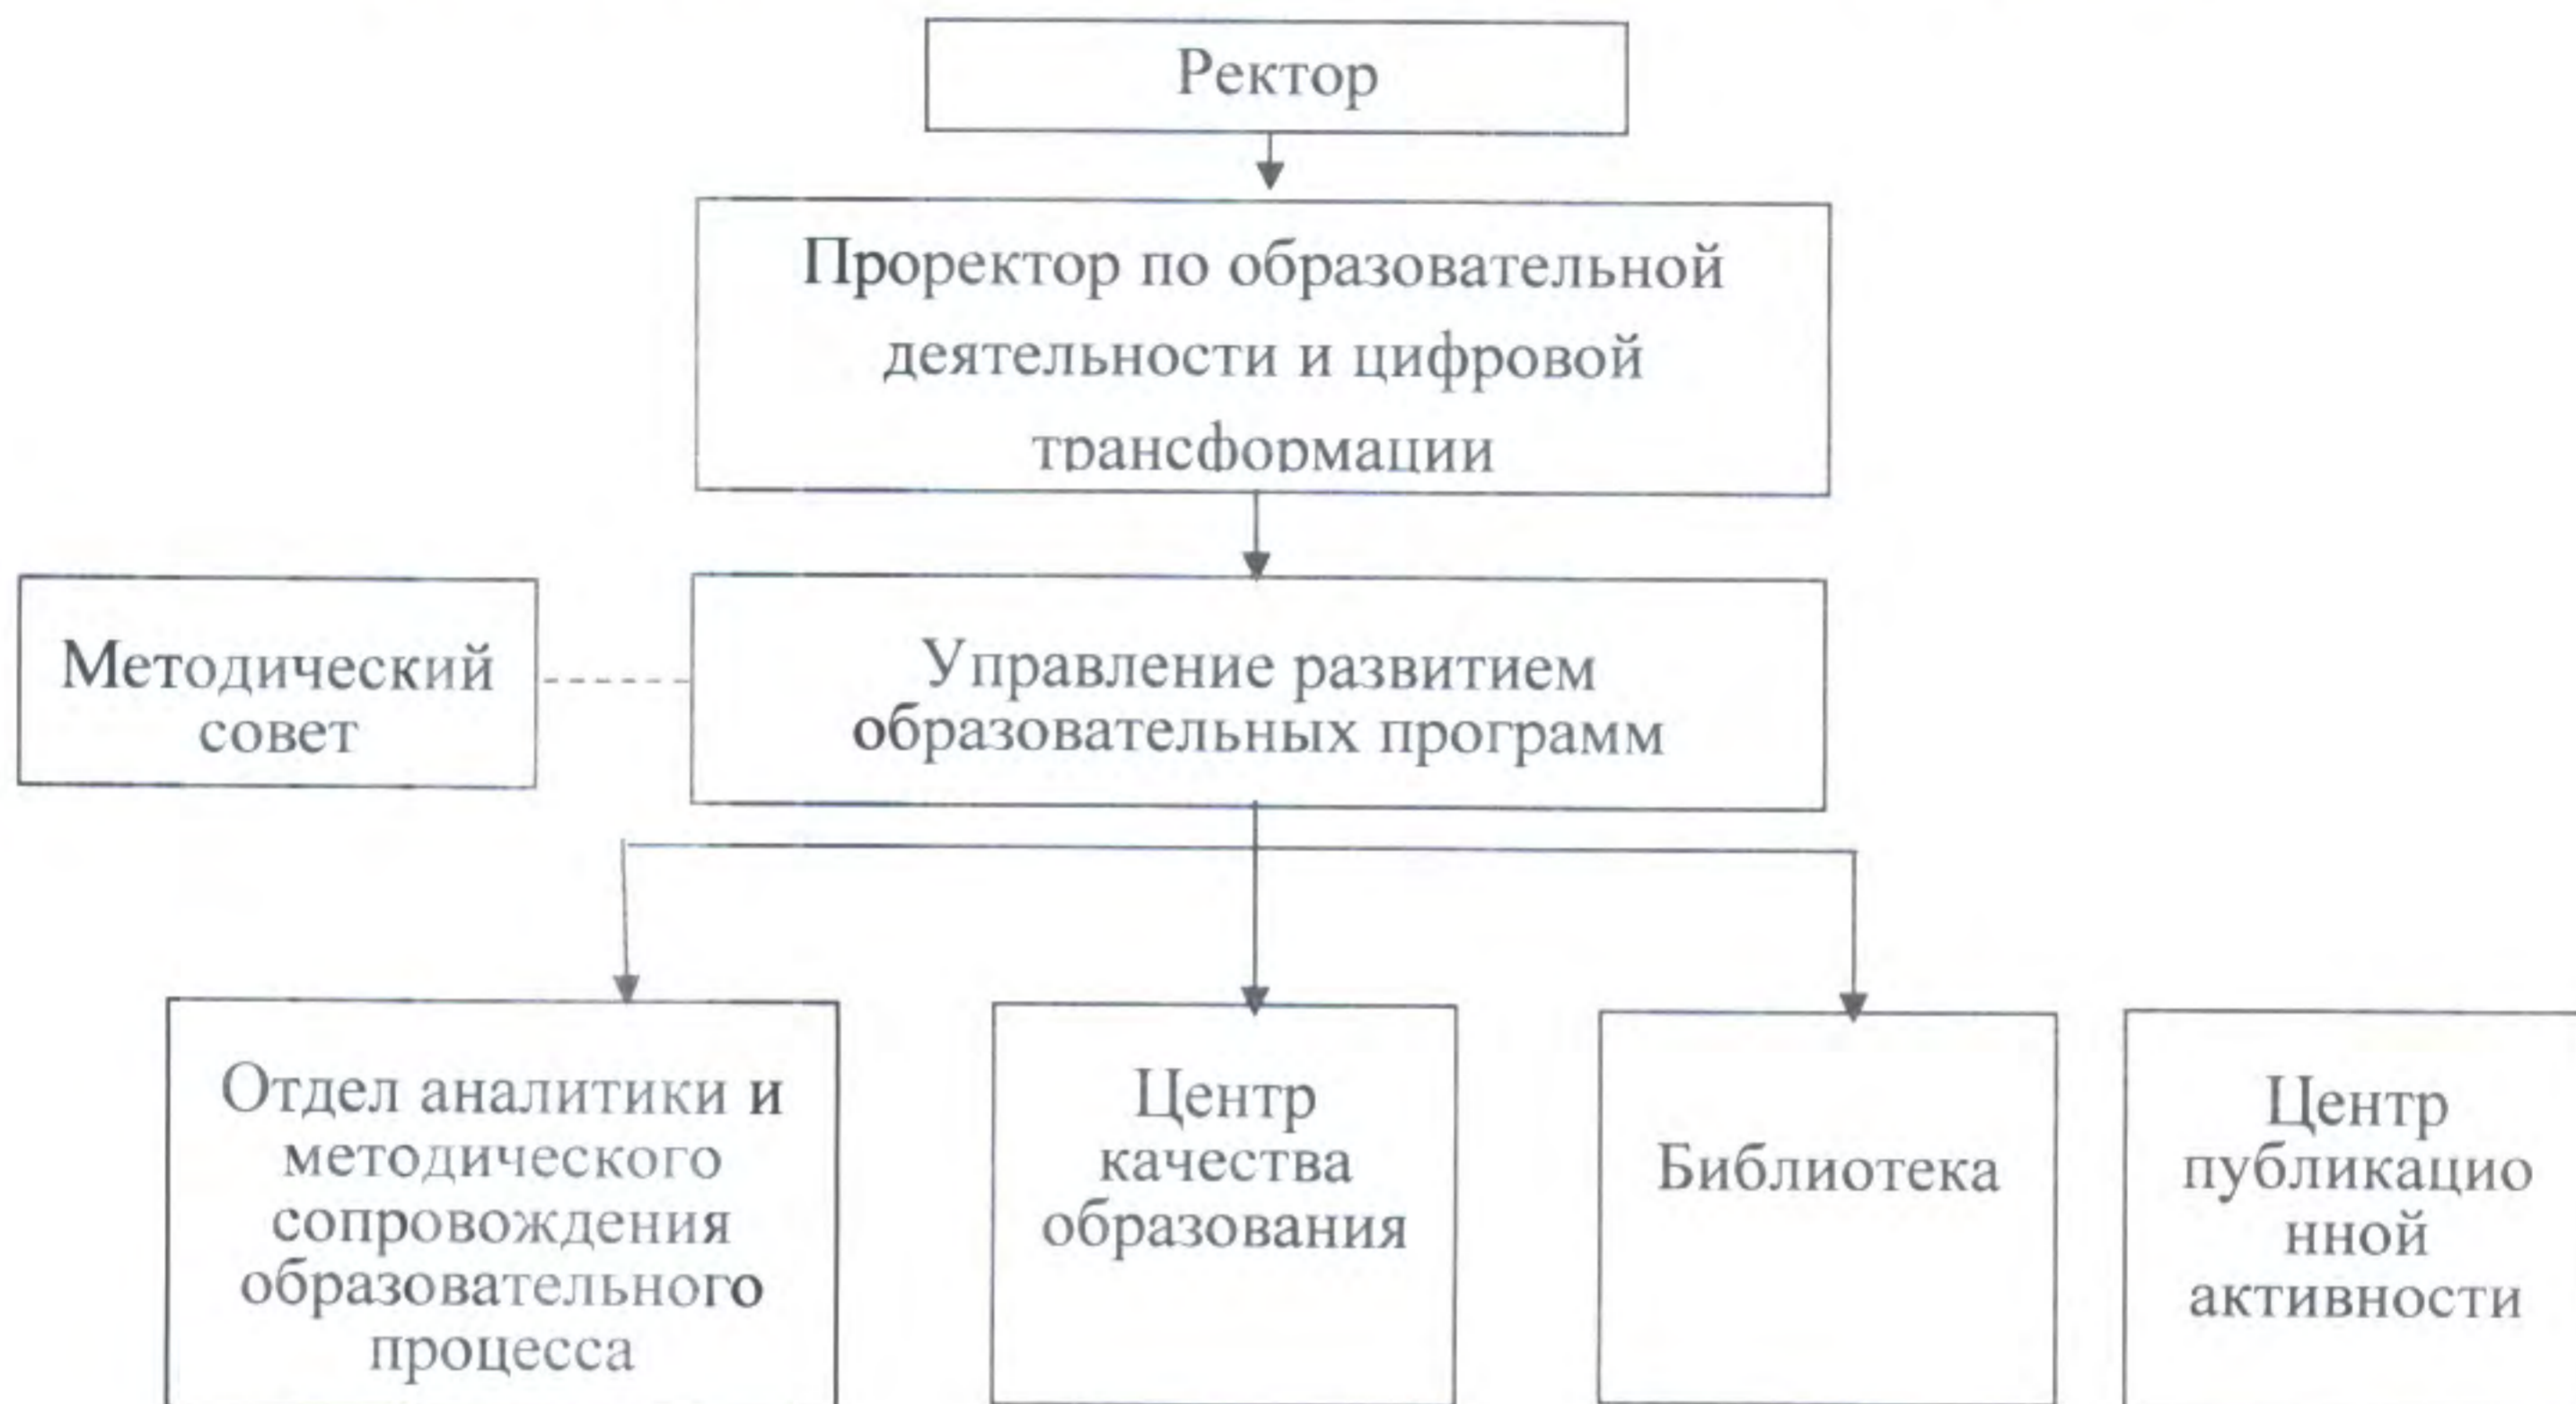 Ректор
Проректор по образовательной
деятельности и цифровой
трансформации
Методический
совет
Управление развитием
образовательных программ
Отдел аналитики и
методического
сопровождения
образовательного
процесса
Центр
качества
образования
Библиотека
Центр
публикацио
нной
активности